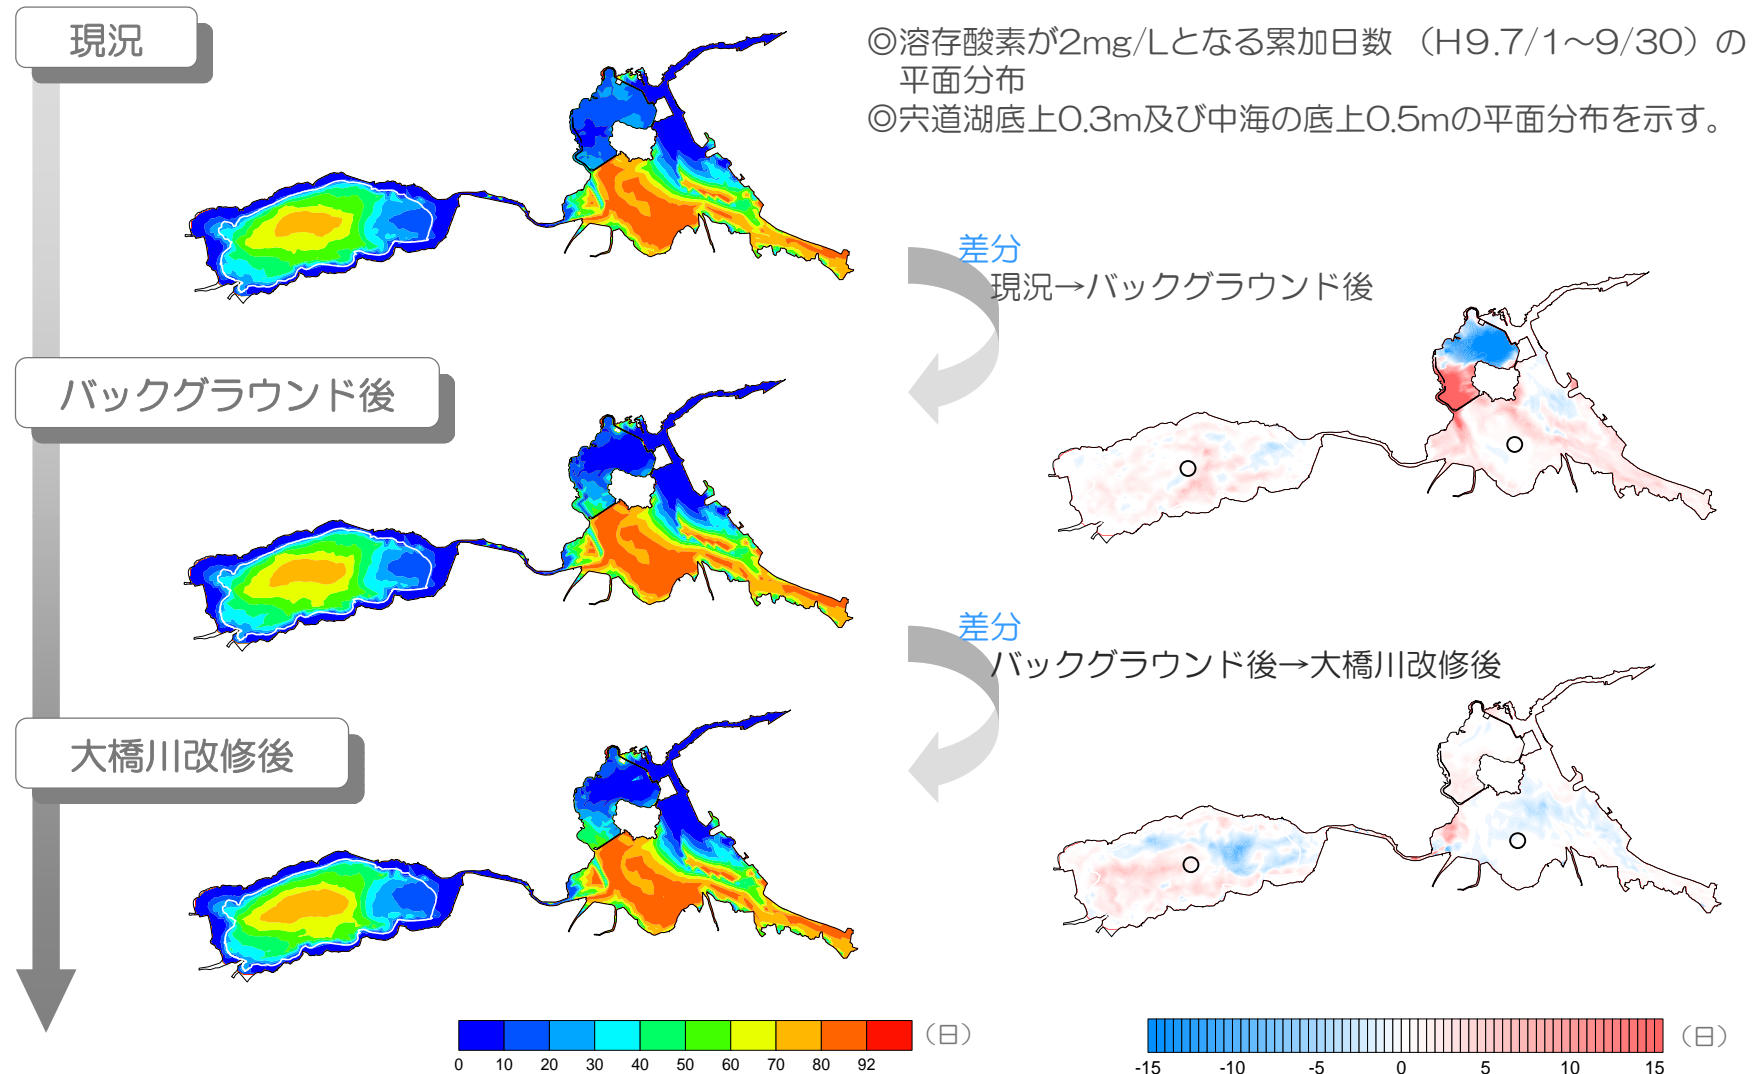 現況
◎溶存酸素が2mg/Lとなる累加日数 （H9.7/1～9/30）の
平面分布
◎宍道湖底上0.3m及び中海の底上0.5mの平面分布を示す。
差分
現況→バックグラウンド後
バックグラウンド後
差分
バックグラウンド後→大橋川改修後
大橋川改修後
0 10 20 30 40 50 60 70 80 92 （日）
-15 -10 -5 0 5 10 15 （日）